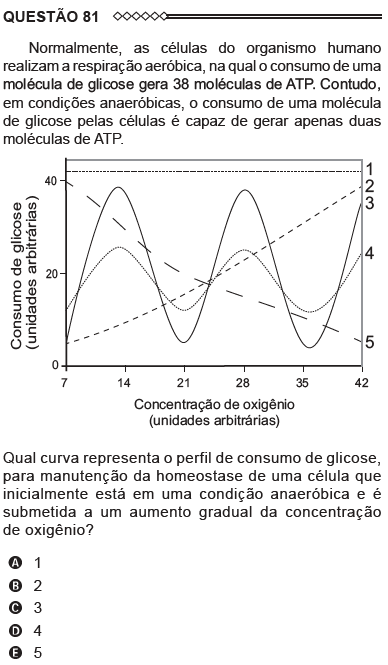 QUESTÃO 81
Normalmente, as células do organismo humano
realizam a respiração aeróbica, na qual o consumo de uma
molécula de glicose gera 38 moléculas de ATP. Contudo,
em condições anaeróbicas, o consumo de uma molécula
de glicose pelas células é capaz de gerar apenas duas
moléculas de ATP.
Consumo de glicose
(unidades arbitrárias)
40
20
0
1
2
3
4
5
7 14 21 28 35 42
Concentração de oxigênio
(unidades arbitrárias)
Qual curva representa o perfil de consumo de glicose,
para manutenção da homeostase de uma célula que
inicialmente está em uma condição anaeróbica e é
submetida a um aumento gradual da concentração
de oxigênio?
A 1
B 2
C 3
D 4
E 5